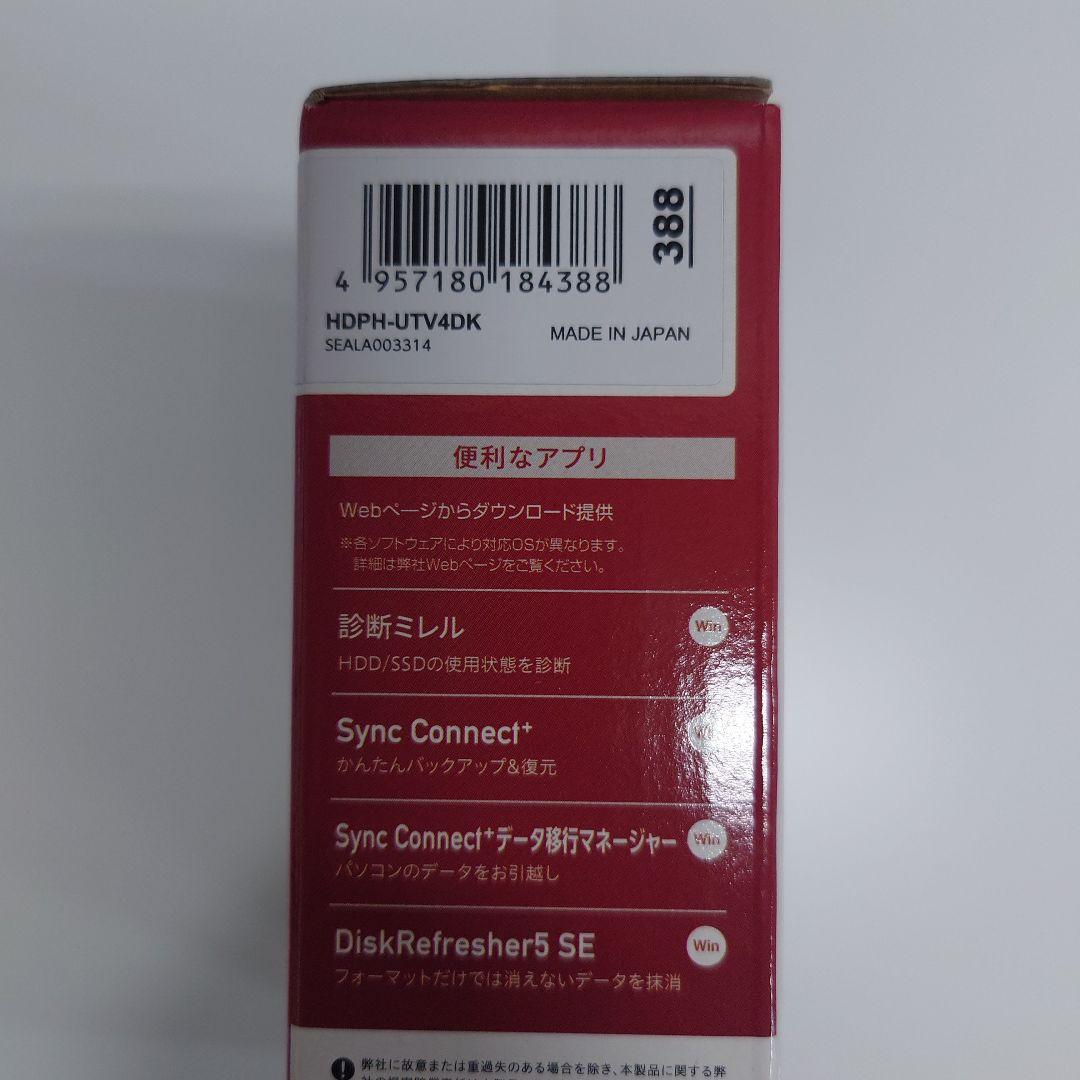 388
4 957180 184388
HDPH-UTV4DK
MADE IN JAPAN
SEALA003314
便利なアプリ
Webページからダウンロード提供
※各ソフトウェアにより対応OSが異なります。
詳細は弊社Webページをご覧ください。
診断ミレル Win
HDD/SSDの使用状態を診断
Sync Connect+ Win
かんたんバックアップ&復元
Sync Connect+データ移行マネージャー Win
パソコンのデータをお引越し
DiskRefresher5 SE Win
フォーマットだけでは消えないデータを抹消
弊社に故意または重過失のある場合を除き、本製品に関する弊